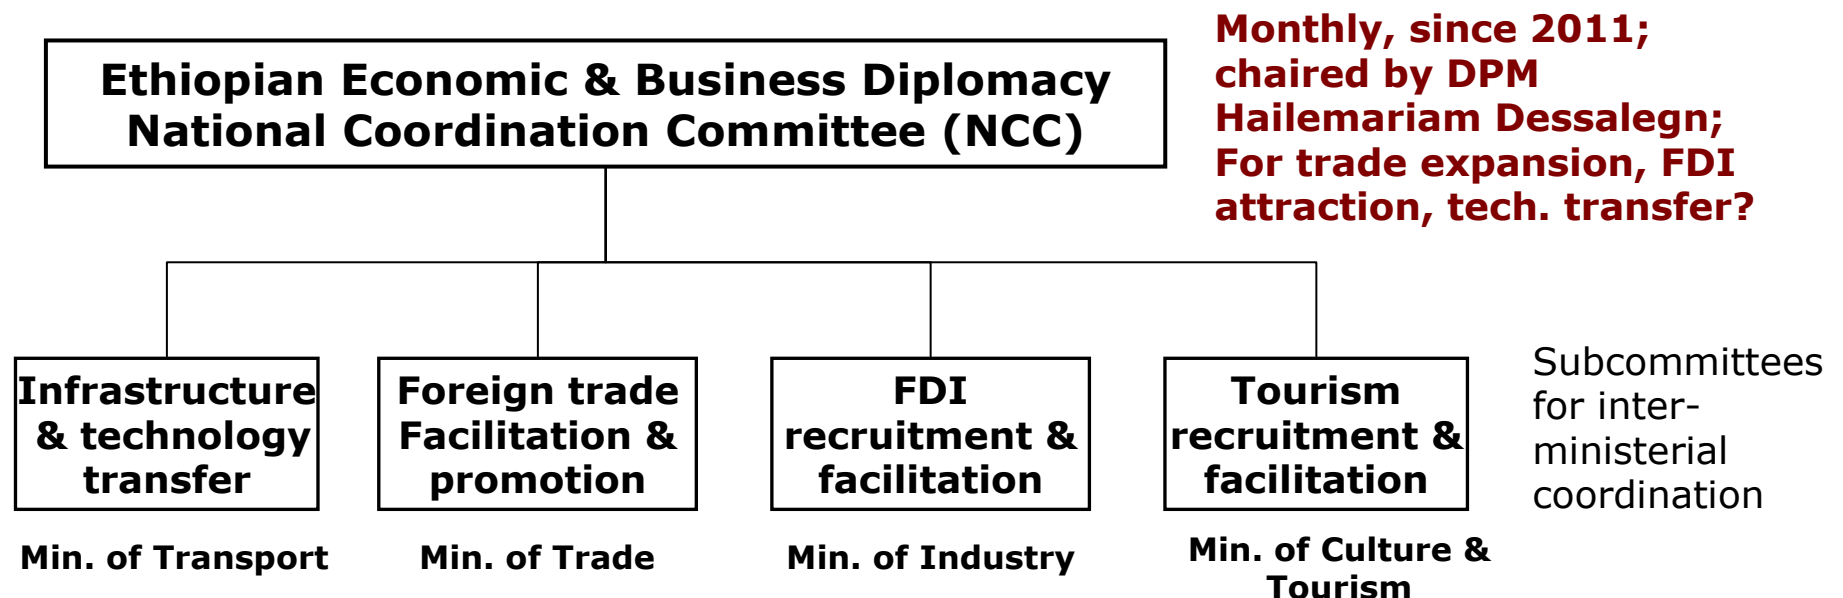 Ethiopian Economic & Business Diplomacy
National Coordination Committee (NCC)
Monthly, since 2011;
chaired by DPM
Hailemariam Dessalegn;
For trade expansion, FDI
attraction, tech. transfer?
Infrastructure
& technology
transfer
Foreign trade
Facilitation &
promotion
FDI
recruitment &
facilitation
Tourism
recruitment &
facilitation
Subcommittees
for inter-
ministerial
coordination
Min. of Transport
Min. of Trade
Min. of Industry
Min. of Culture &
Tourism